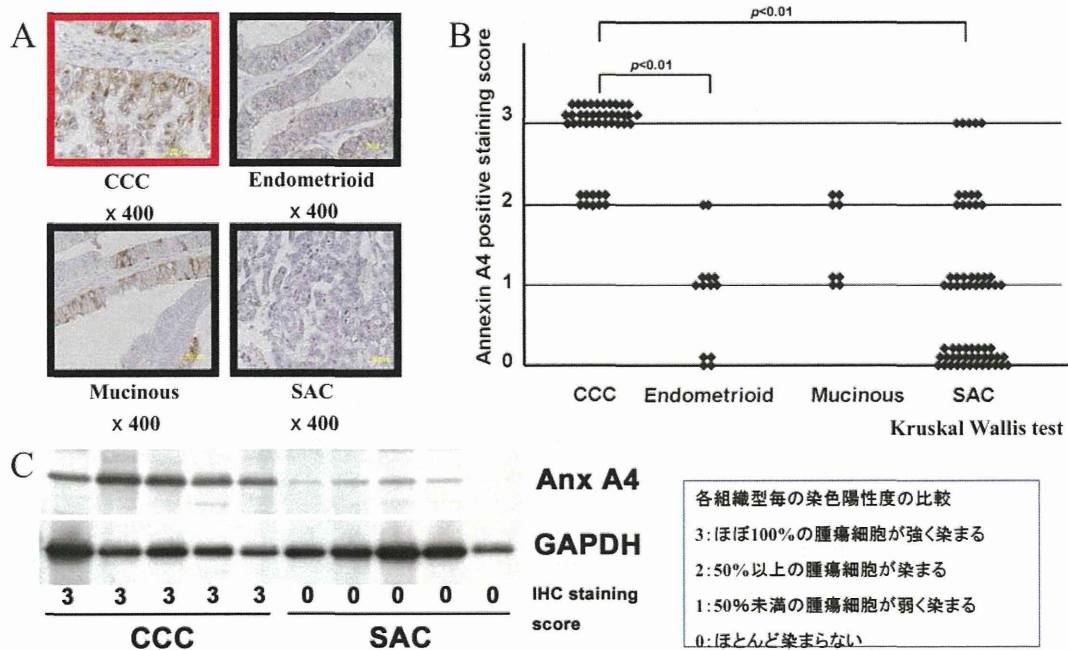 A
CCC
x 400
Endometrioid
x 400
Mucinous
x 400
SAC
x 400
B
p<0.01
p<0.01
Annexin A4 positive staining score
3
2
1
0
CCC Endometrioid Mucinous SAC
Kruskal Wallis test
C
Anx A4
GAPDH
3 3 3 3 3 0 0 0 0 0
IHC staining
score
CCC SAC
各組織型毎の染色陽性度の比較
3:ほぼ100%の腫瘍細胞が強く染まる
2:50%以上の腫瘍細胞が染まる
1:50%未満の腫瘍細胞が弱く染まる
0:ほとんど染まらない